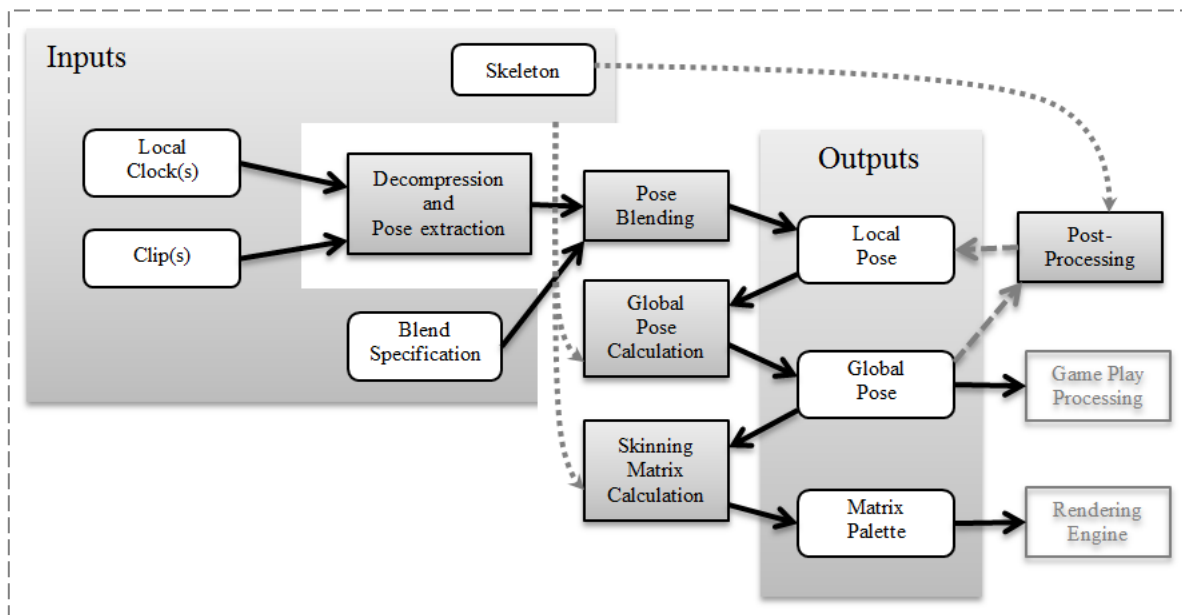 Inputs
Skeleton
Local
Clock(s)
Clip(s)
Decompression
and
Pose extraction
Blend
Specification
Pose
Blending
Global
Pose
Calculation
Skinning
Matrix
Calculation
Outputs
Local
Pose
Global
Pose
Matrix
Palette
Post-
Processing
Game Play
Processing
Rendering
Engine